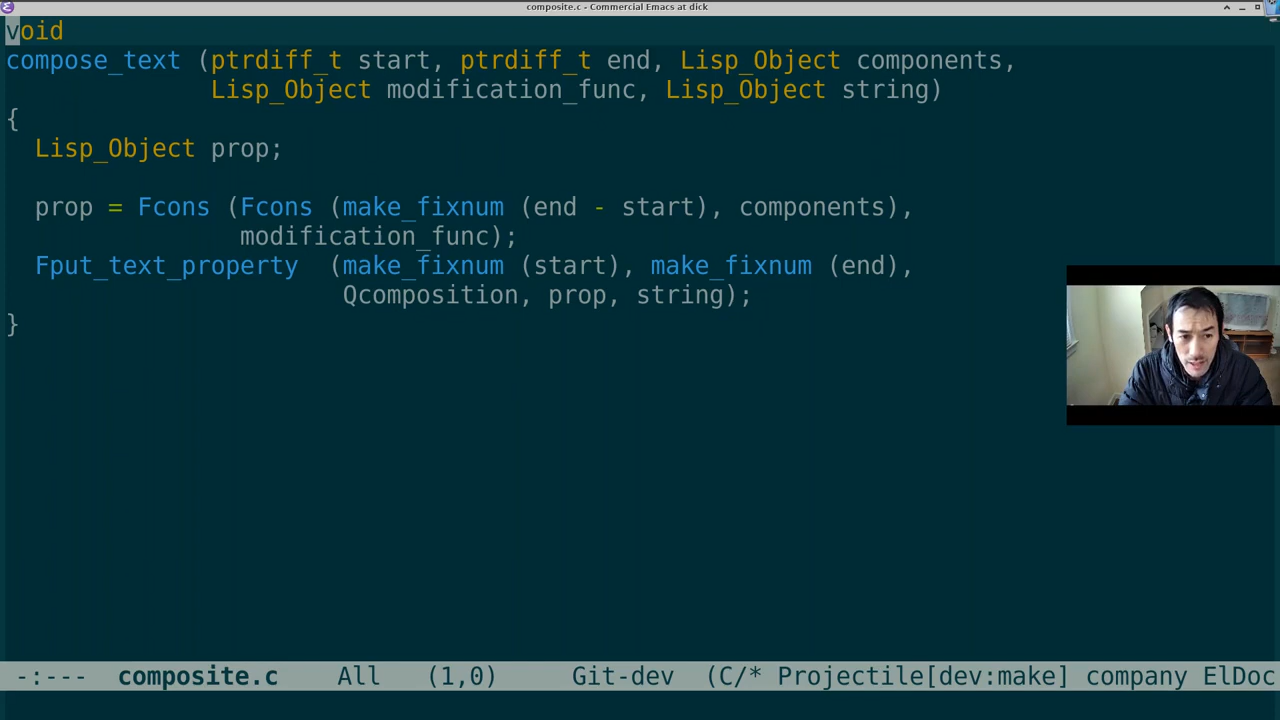 composite.c - Commercial Emacs at dick
void
compose_text (ptrdiff_t start, ptrdiff_t end, Lisp_Object components,
Lisp_Object modification_func, Lisp_Object string)
{
Lisp_Object prop;
prop = Fcons (Fcons (make_fixnum (end - start), components),
modification_func);
Fput_text_property  (make_fixnum (start), make_fixnum (end),
Qcomposition, prop, string);
}
-:--- composite.c All (1,0) Git-dev (C/* Projectile[dev:make] company ElDoc